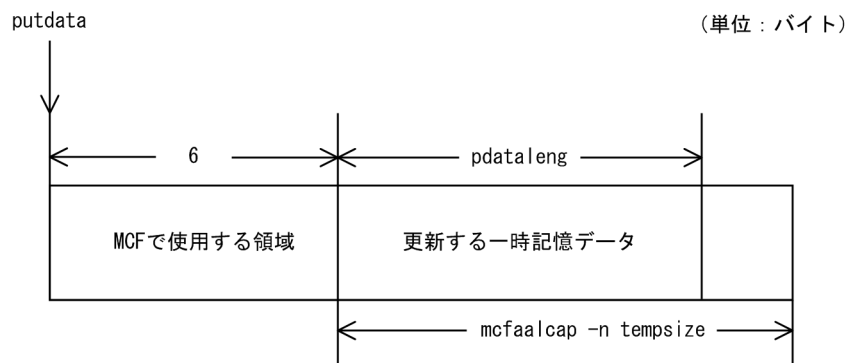 putdata
(単位：バイト)
6
pdataleng
MCFで使用する領域
更新する一時記憶データ
mcfaalcap -n tempsize